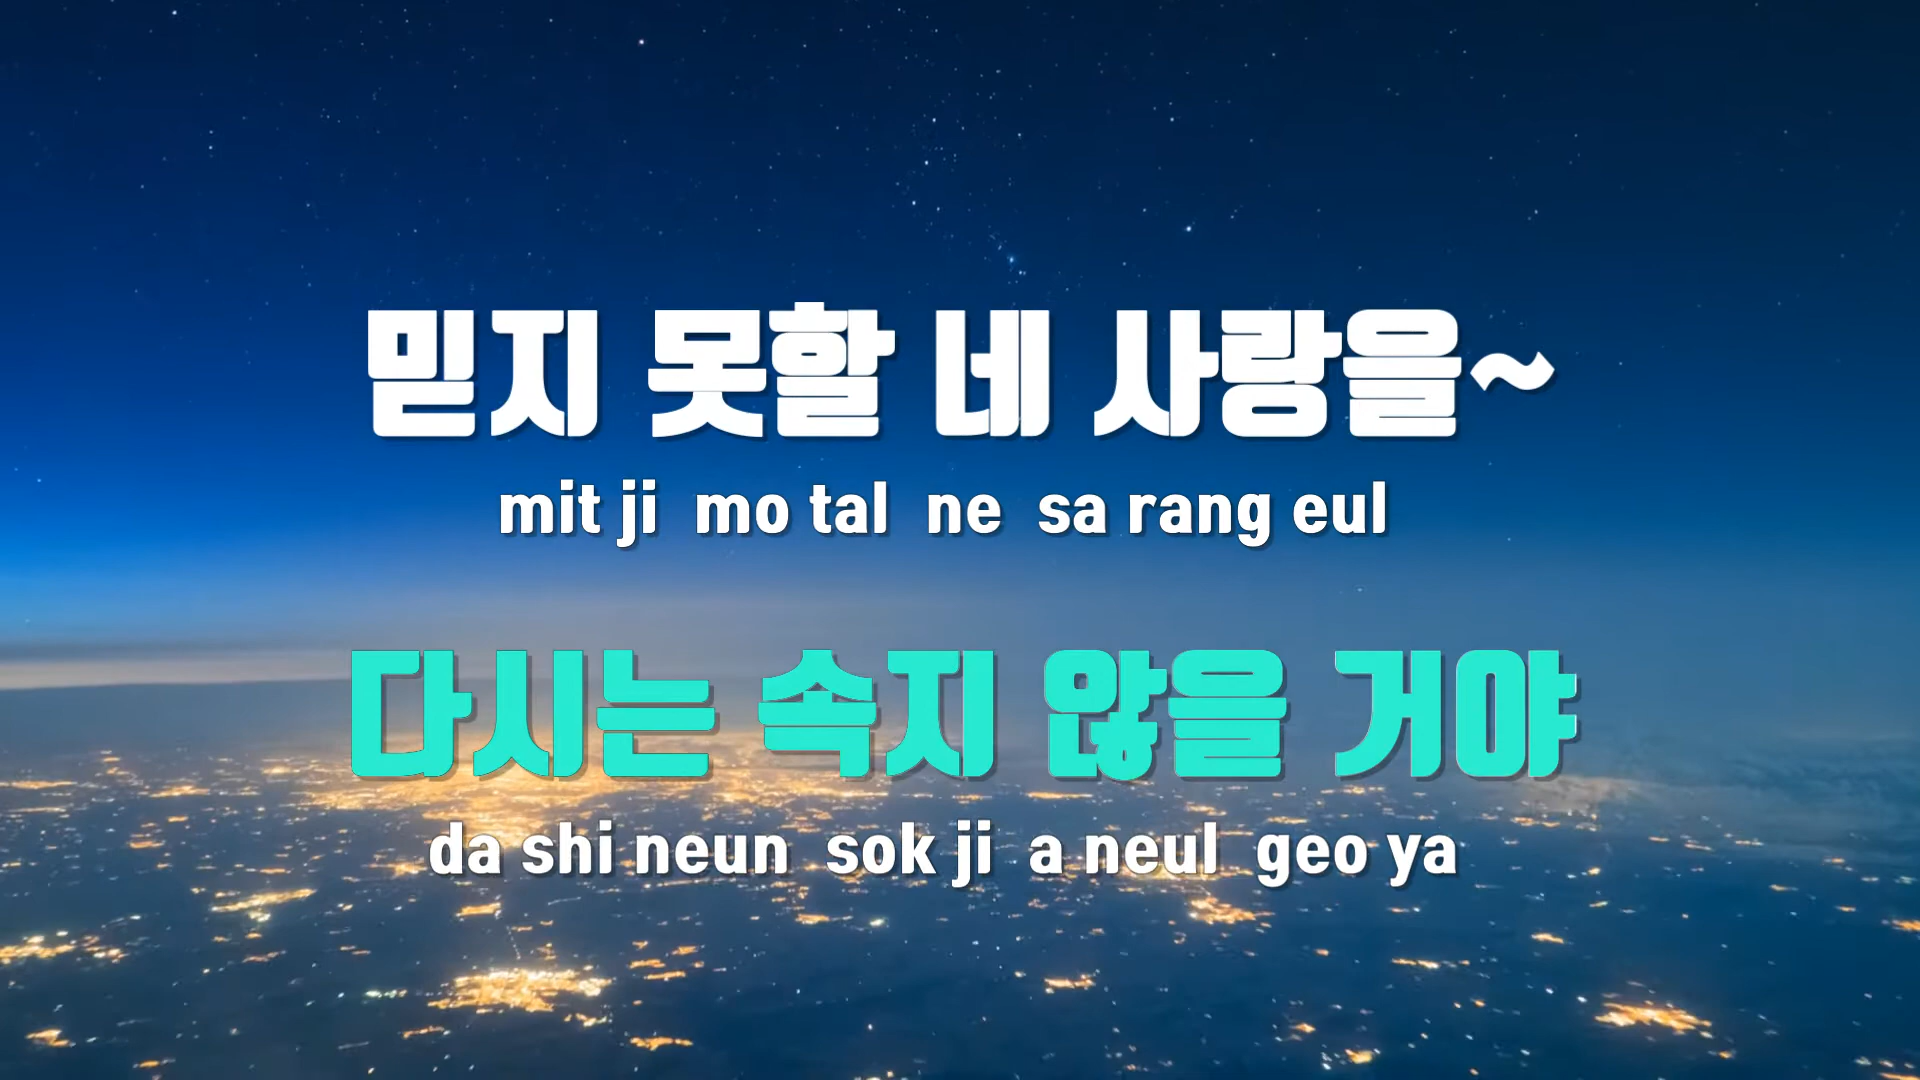 믿지 못할 네 사랑을~
mit ji mo tal ne sa rang eul
다시는 속지 않을 거야
da shi neun sok ji a neul geo ya